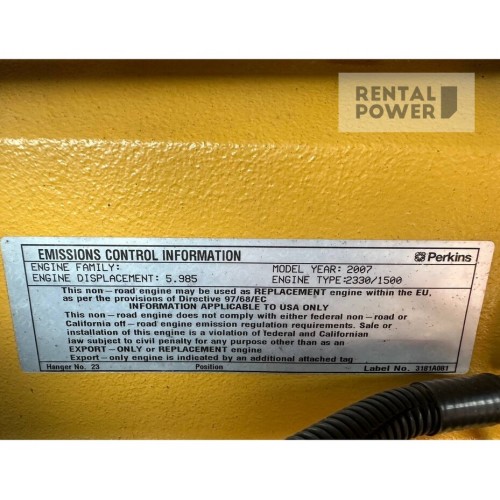 RENTAL
POWER
EMISSIONS CONTROL INFORMATION
Perkins
ENGINE FAMILY:
MODEL YEAR: 2007
ENGINE DISPLACEMENT: 5.985
ENGINE TYPE:2330/1500
This non-road engine may be used as REPLACEMENT engine within the EU,
as per the provisions of Directive 97/68/EC
APPLICABLE TO USA ONLY
This non-road engine does not comply with either federal non-road or
California off-road engine emission regulation requirements. Sale or
installation of this engine is a violation of federal and Californian
law subject to civil penalty for any purpose other than as an
EXPORT-ONLY or REPLACEMENT engine
Export-only engine is indicated by an additional attached tag
Hanger No. 23 Position Label No. 3181A081